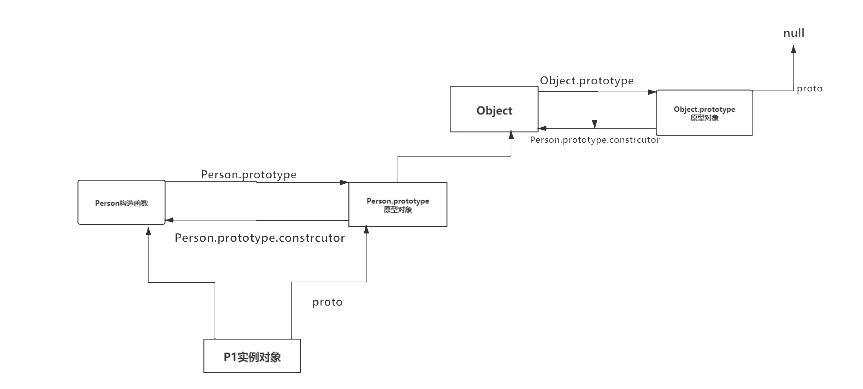 null
Object.prototype
proto
Object
Object.prototype
原型对象
Person.prototype.constrcutor
Person.prototype
Person构造函数
Person.prototype
原型对象
Person.prototype.constrcutor
proto
P1实例对象